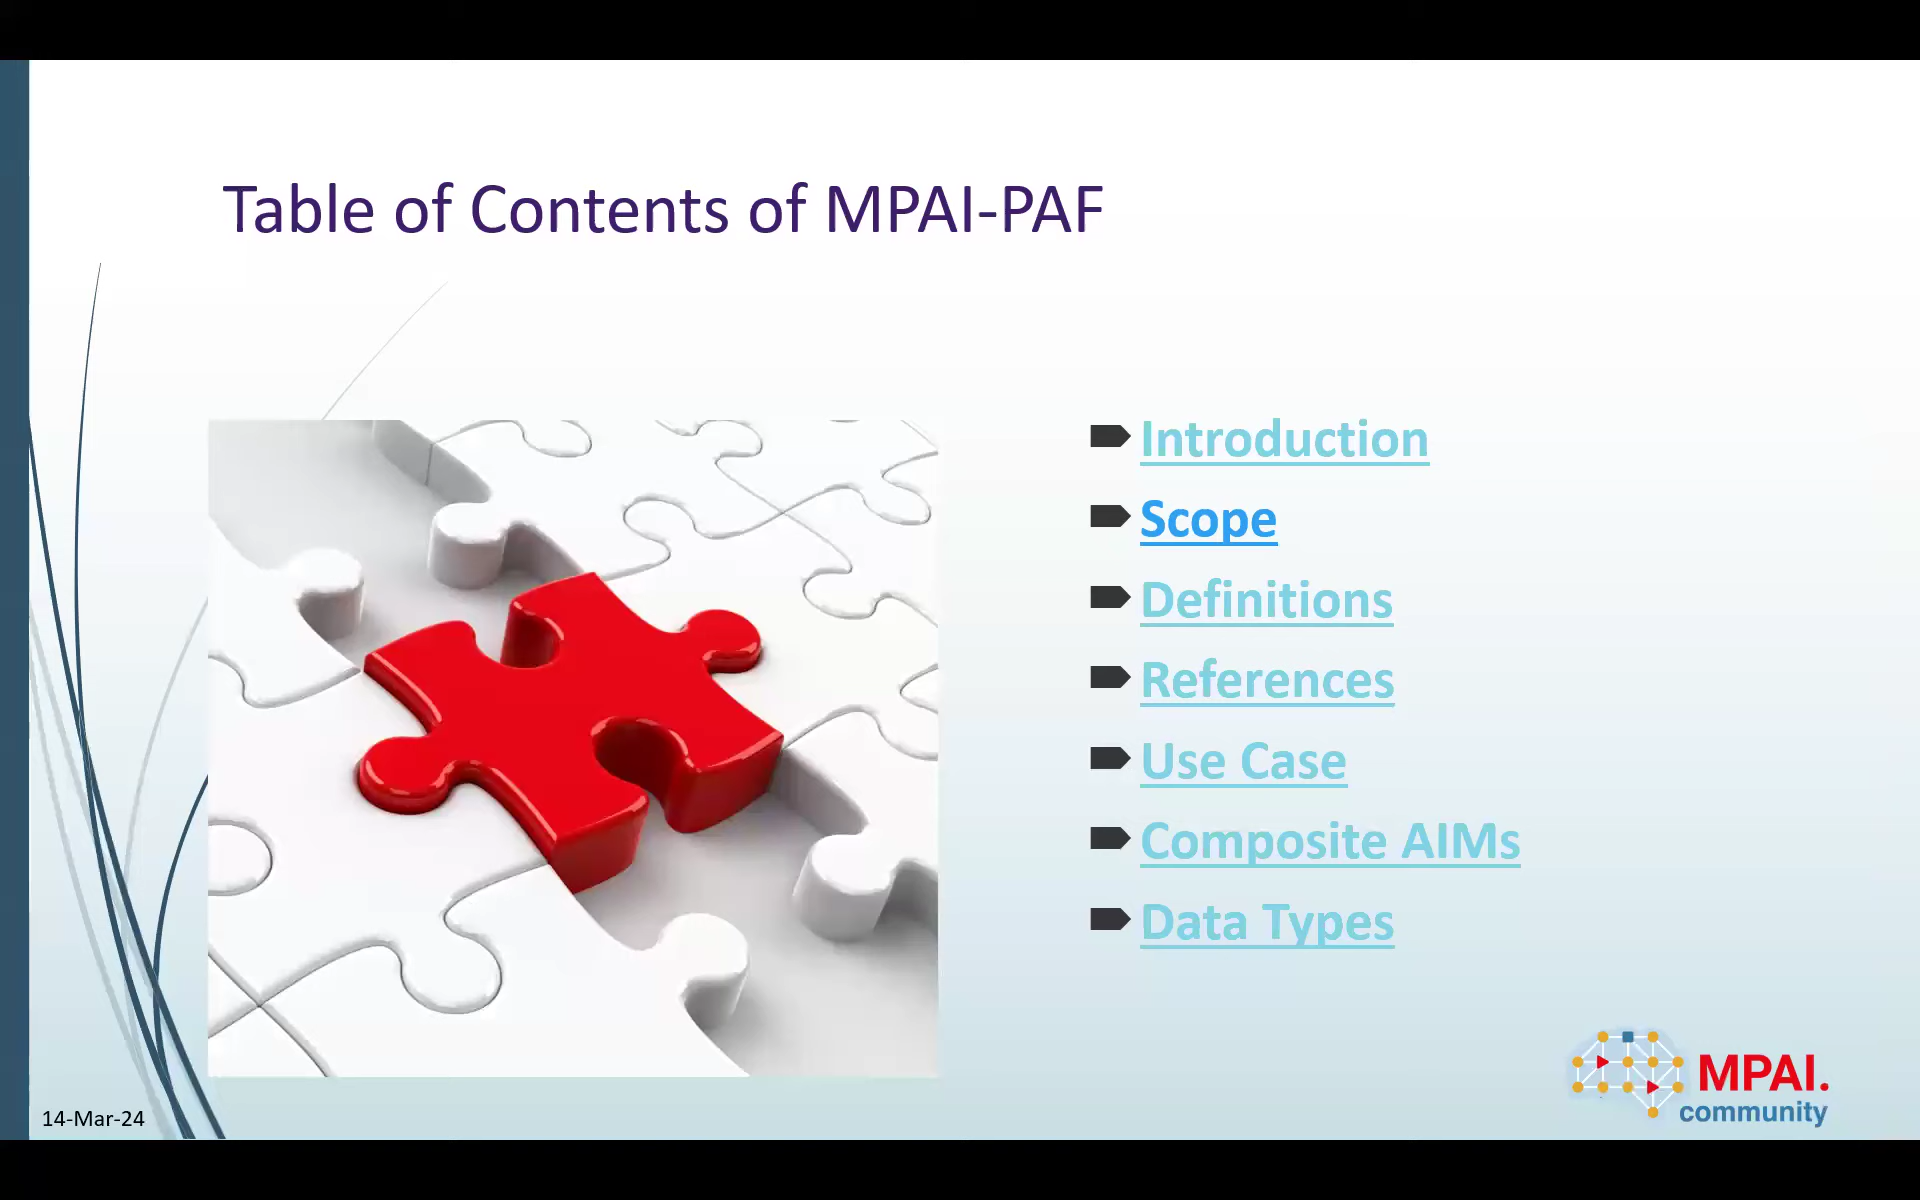 Table of Contents of MPAI-PAF
Introduction
Scope
Definitions
References
Use Case
Composite AIMs
Data Types
MPAI.
community
14-Mar-24